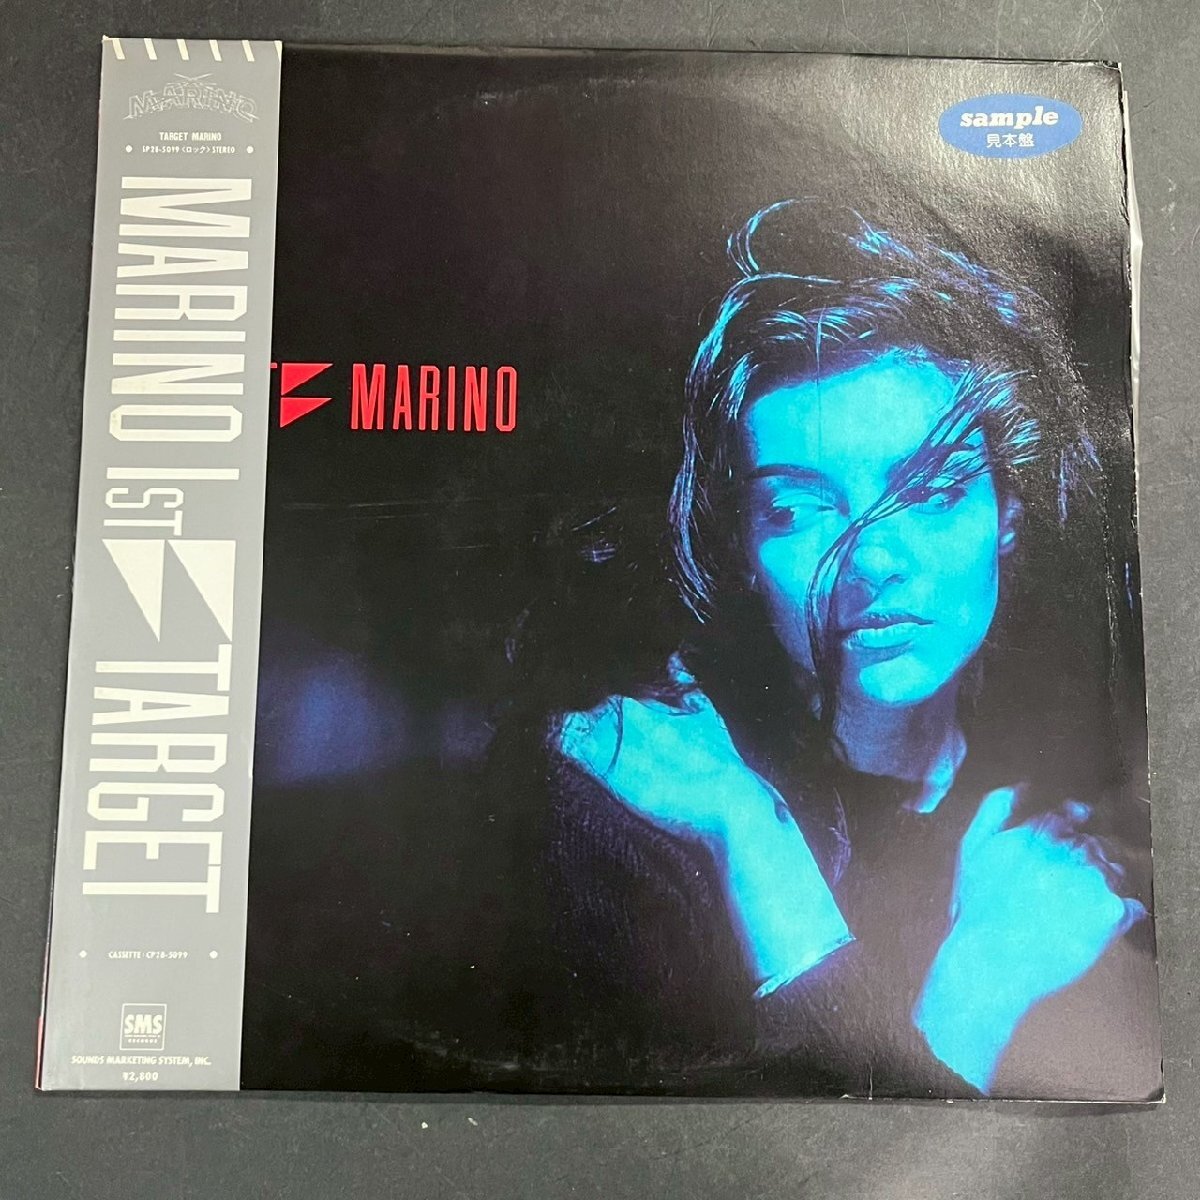 MARINO
TARGET MARINO
SP28-5099 〈ロック〉 STEREO
MARINO 1ST TARGET
CASSETTE: CP28-5099
SMS
RECORDS
SOUNDS MARKETING SYSTEM, INC.
¥2,800
T MARINO
sample
見本盤